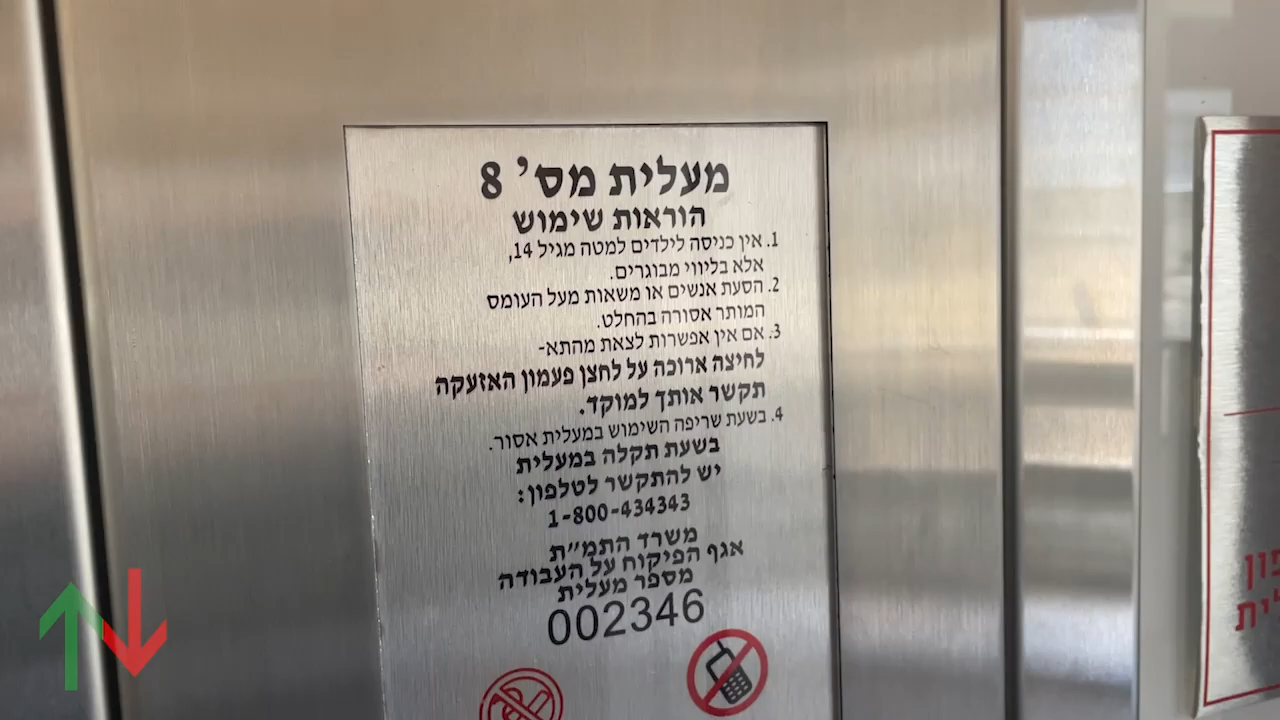 מעלית מס' 8
הוראות שימוש
1. אין כניסה לילדים למטה מגיל 14,
אלא בליווי מבוגרים.
2. הסעת אנשים או משאות מעל העומס
המותר אסורה בהחלט.
3. אם אין אפשרות לצאת מהתא-
לחיצה ארוכה על לחצן פעמון האזעקה
תקשר אותך למוקד.
4. בשעת שריפה השימוש במעלית אסור.
בשעת תקלה במעלית
יש להתקשר לטלפון:
1-800-434343
משרד התמ"ת
אגף הפיקוח על העבודה
מספר מעלית
002346